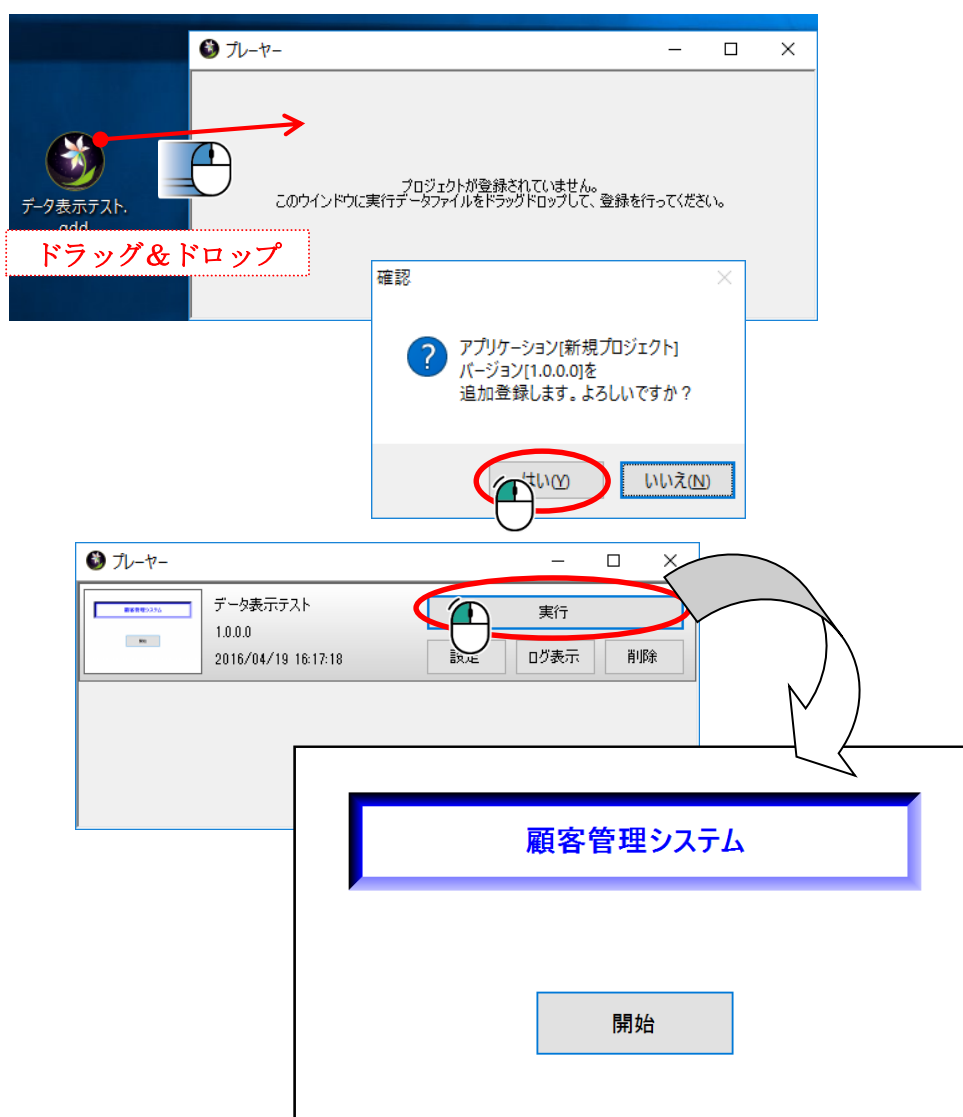 プレーヤー
プロジェクトが登録されていません。
このウインドウに実行データファイルをドラッグドロップして、登録を行ってください。
データ表示テスト.
ドラッグ＆ドロップ
確認
アプリケーション[新規プロジェクト]
バージョン[1.0.0.0]を
追加登録します。よろしいですか？
はい(Y)
いいえ(N)
プレーヤー
顧客管理システム
開始
データ表示テスト
1.0.0.0
2016/04/19 16:17:18
実行
設定
ログ表示
削除
顧客管理システム
開始